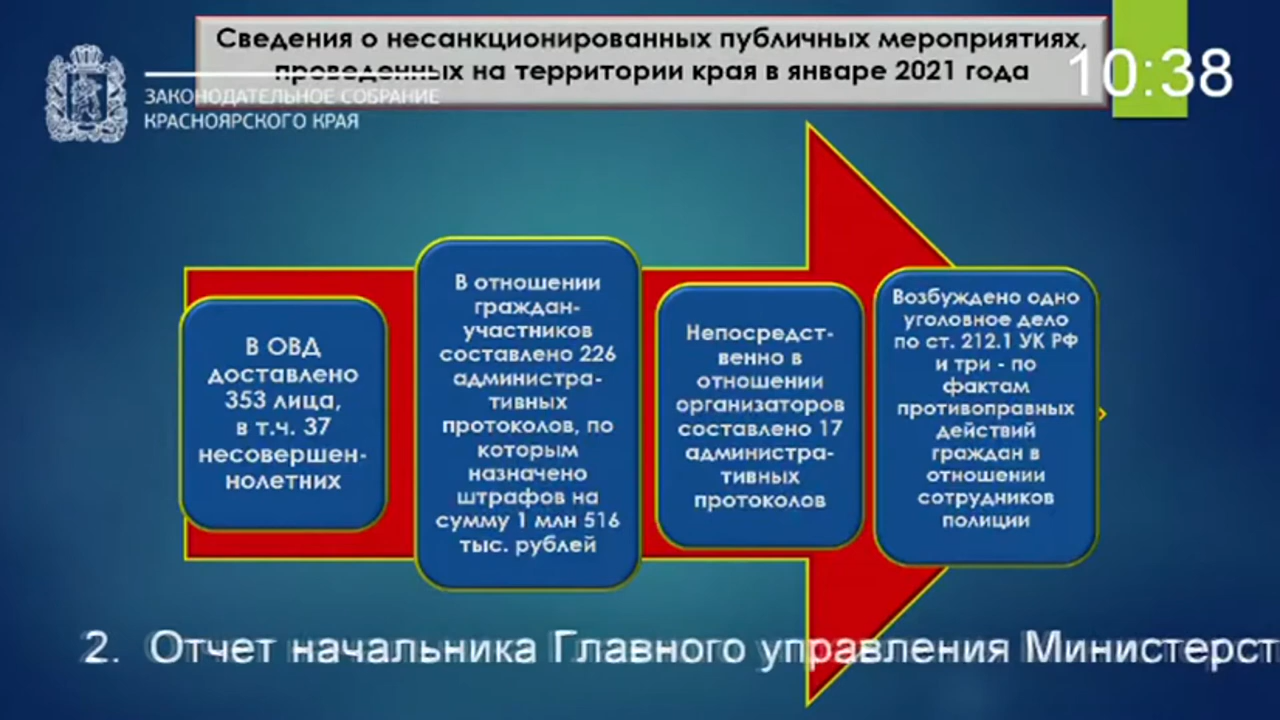 Сведения о несанкционированных публичных мероприятиях,
проведенных на территории края в январе 2021 года
10:38
ЗАКОНОДАТЕЛЬНОЕ СОБРАНИЕ
КРАСНОЯРСКОГО КРАЯ
В ОВД
доставлено
353 лица,
в т.ч. 37
несовершен-
нолетних
В отношении
граждан-
участников
составлено 226
администра-
тивных
протоколов, по
которым
назначено
штрафов на
сумму 1 млн 516
тыс. рублей
Непосредст-
венно в
отношении
организаторов
составлено 17
администра-
тивных
протоколов
Возбуждено одно
уголовное дело
по ст. 212.1 УК РФ
и три - по
фактам
противоправных
действий
граждан в
отношении
сотрудников
полиции
2. Отчет начальника Главного управления Министерст